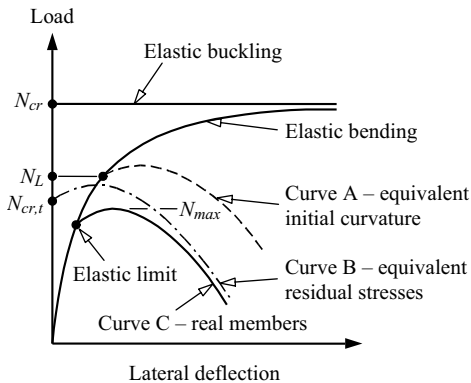 Load
Elastic buckling
N_cr
Elastic bending
N_L
Curve A – equivalent
initial curvature
N_cr,t
N_max
Elastic limit
Curve B – equivalent
residual stresses
Curve C – real members
Lateral deflection